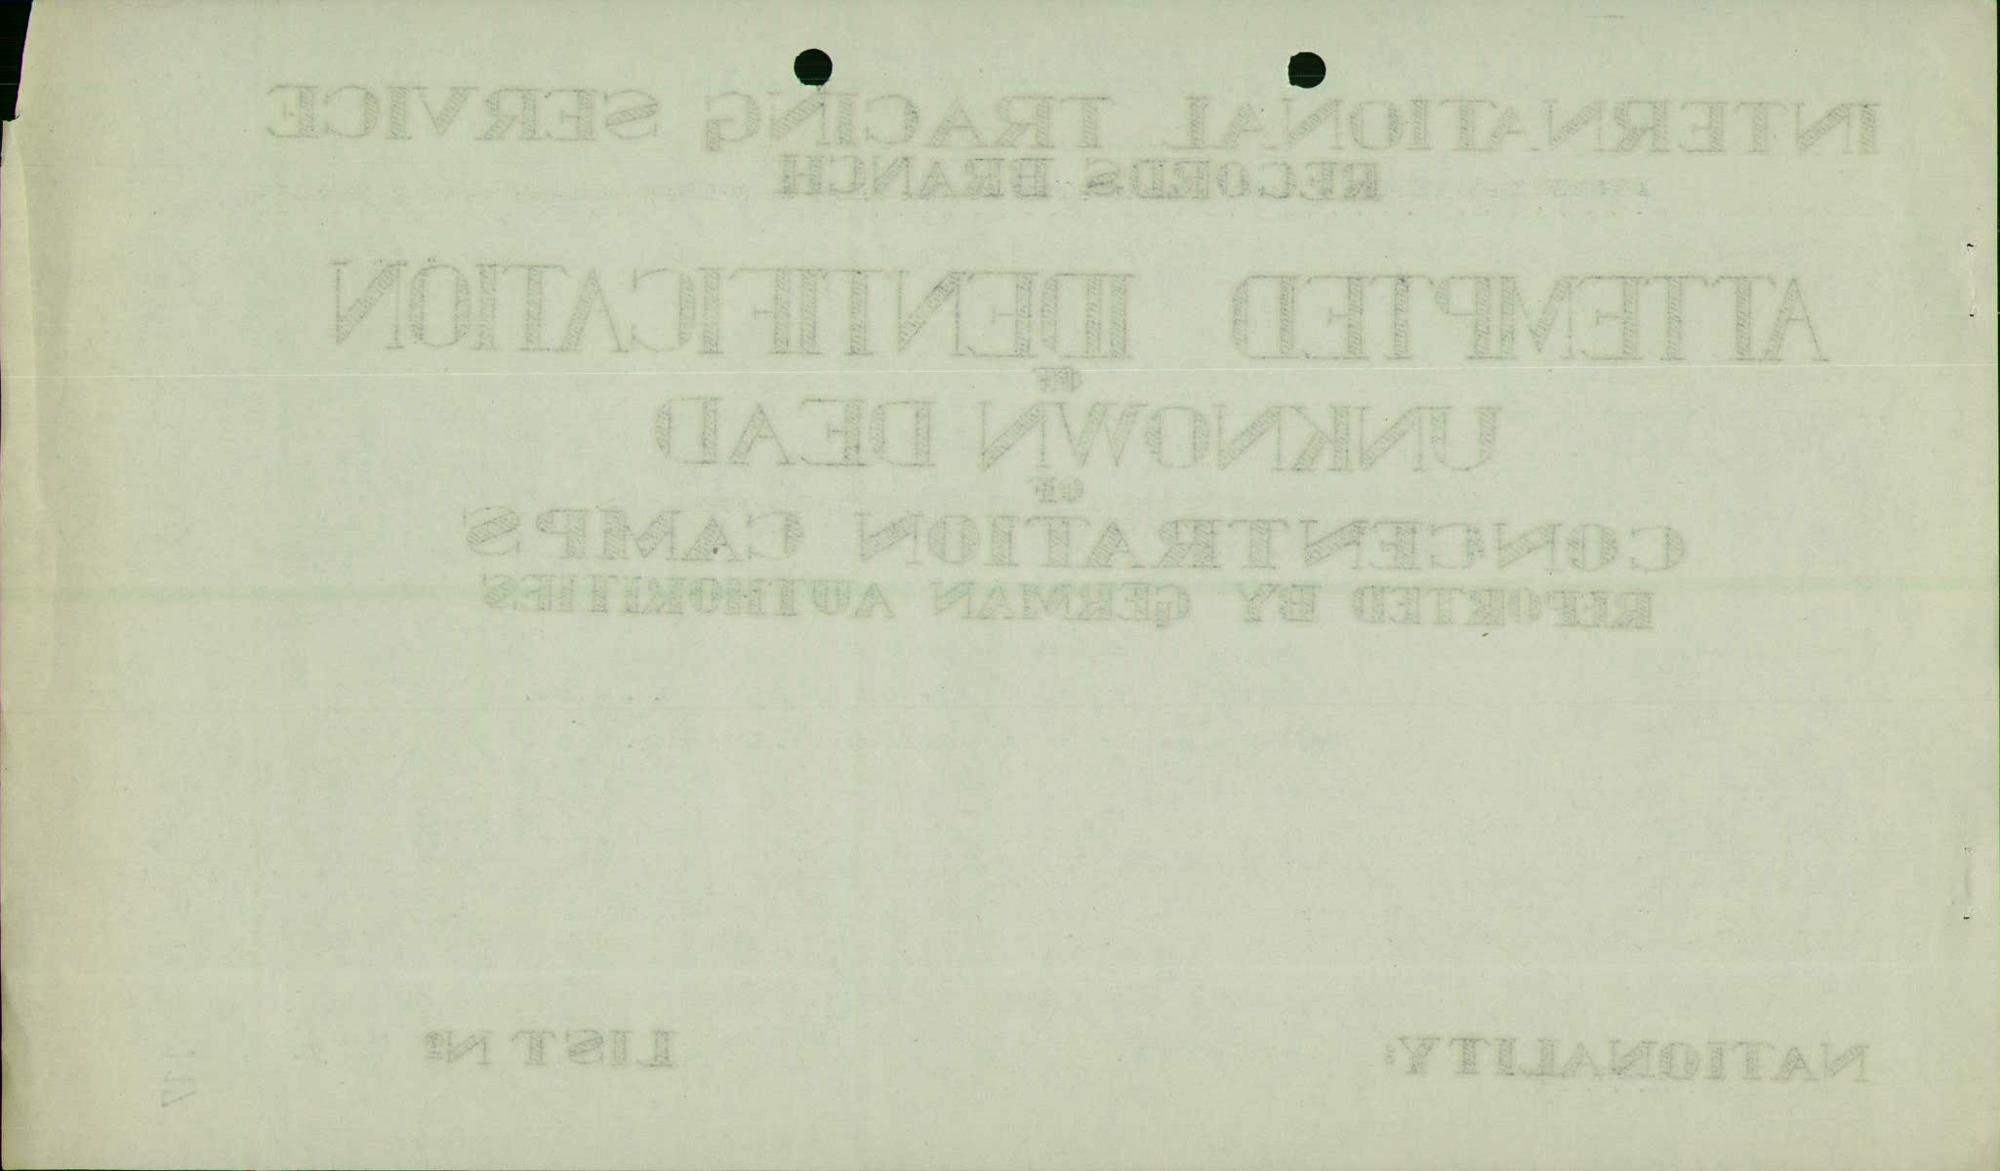 INTERNATIONAL TRACING SERVICE
RECORDS BRANCH
ATTEMPTED IDENTIFICATION
OF
UNKNOWN DEAD
OF
CONCENTRATION CAMPS
REPORTED BY GERMAN AUTHORITIES
NATIONALITY: LIST Nº